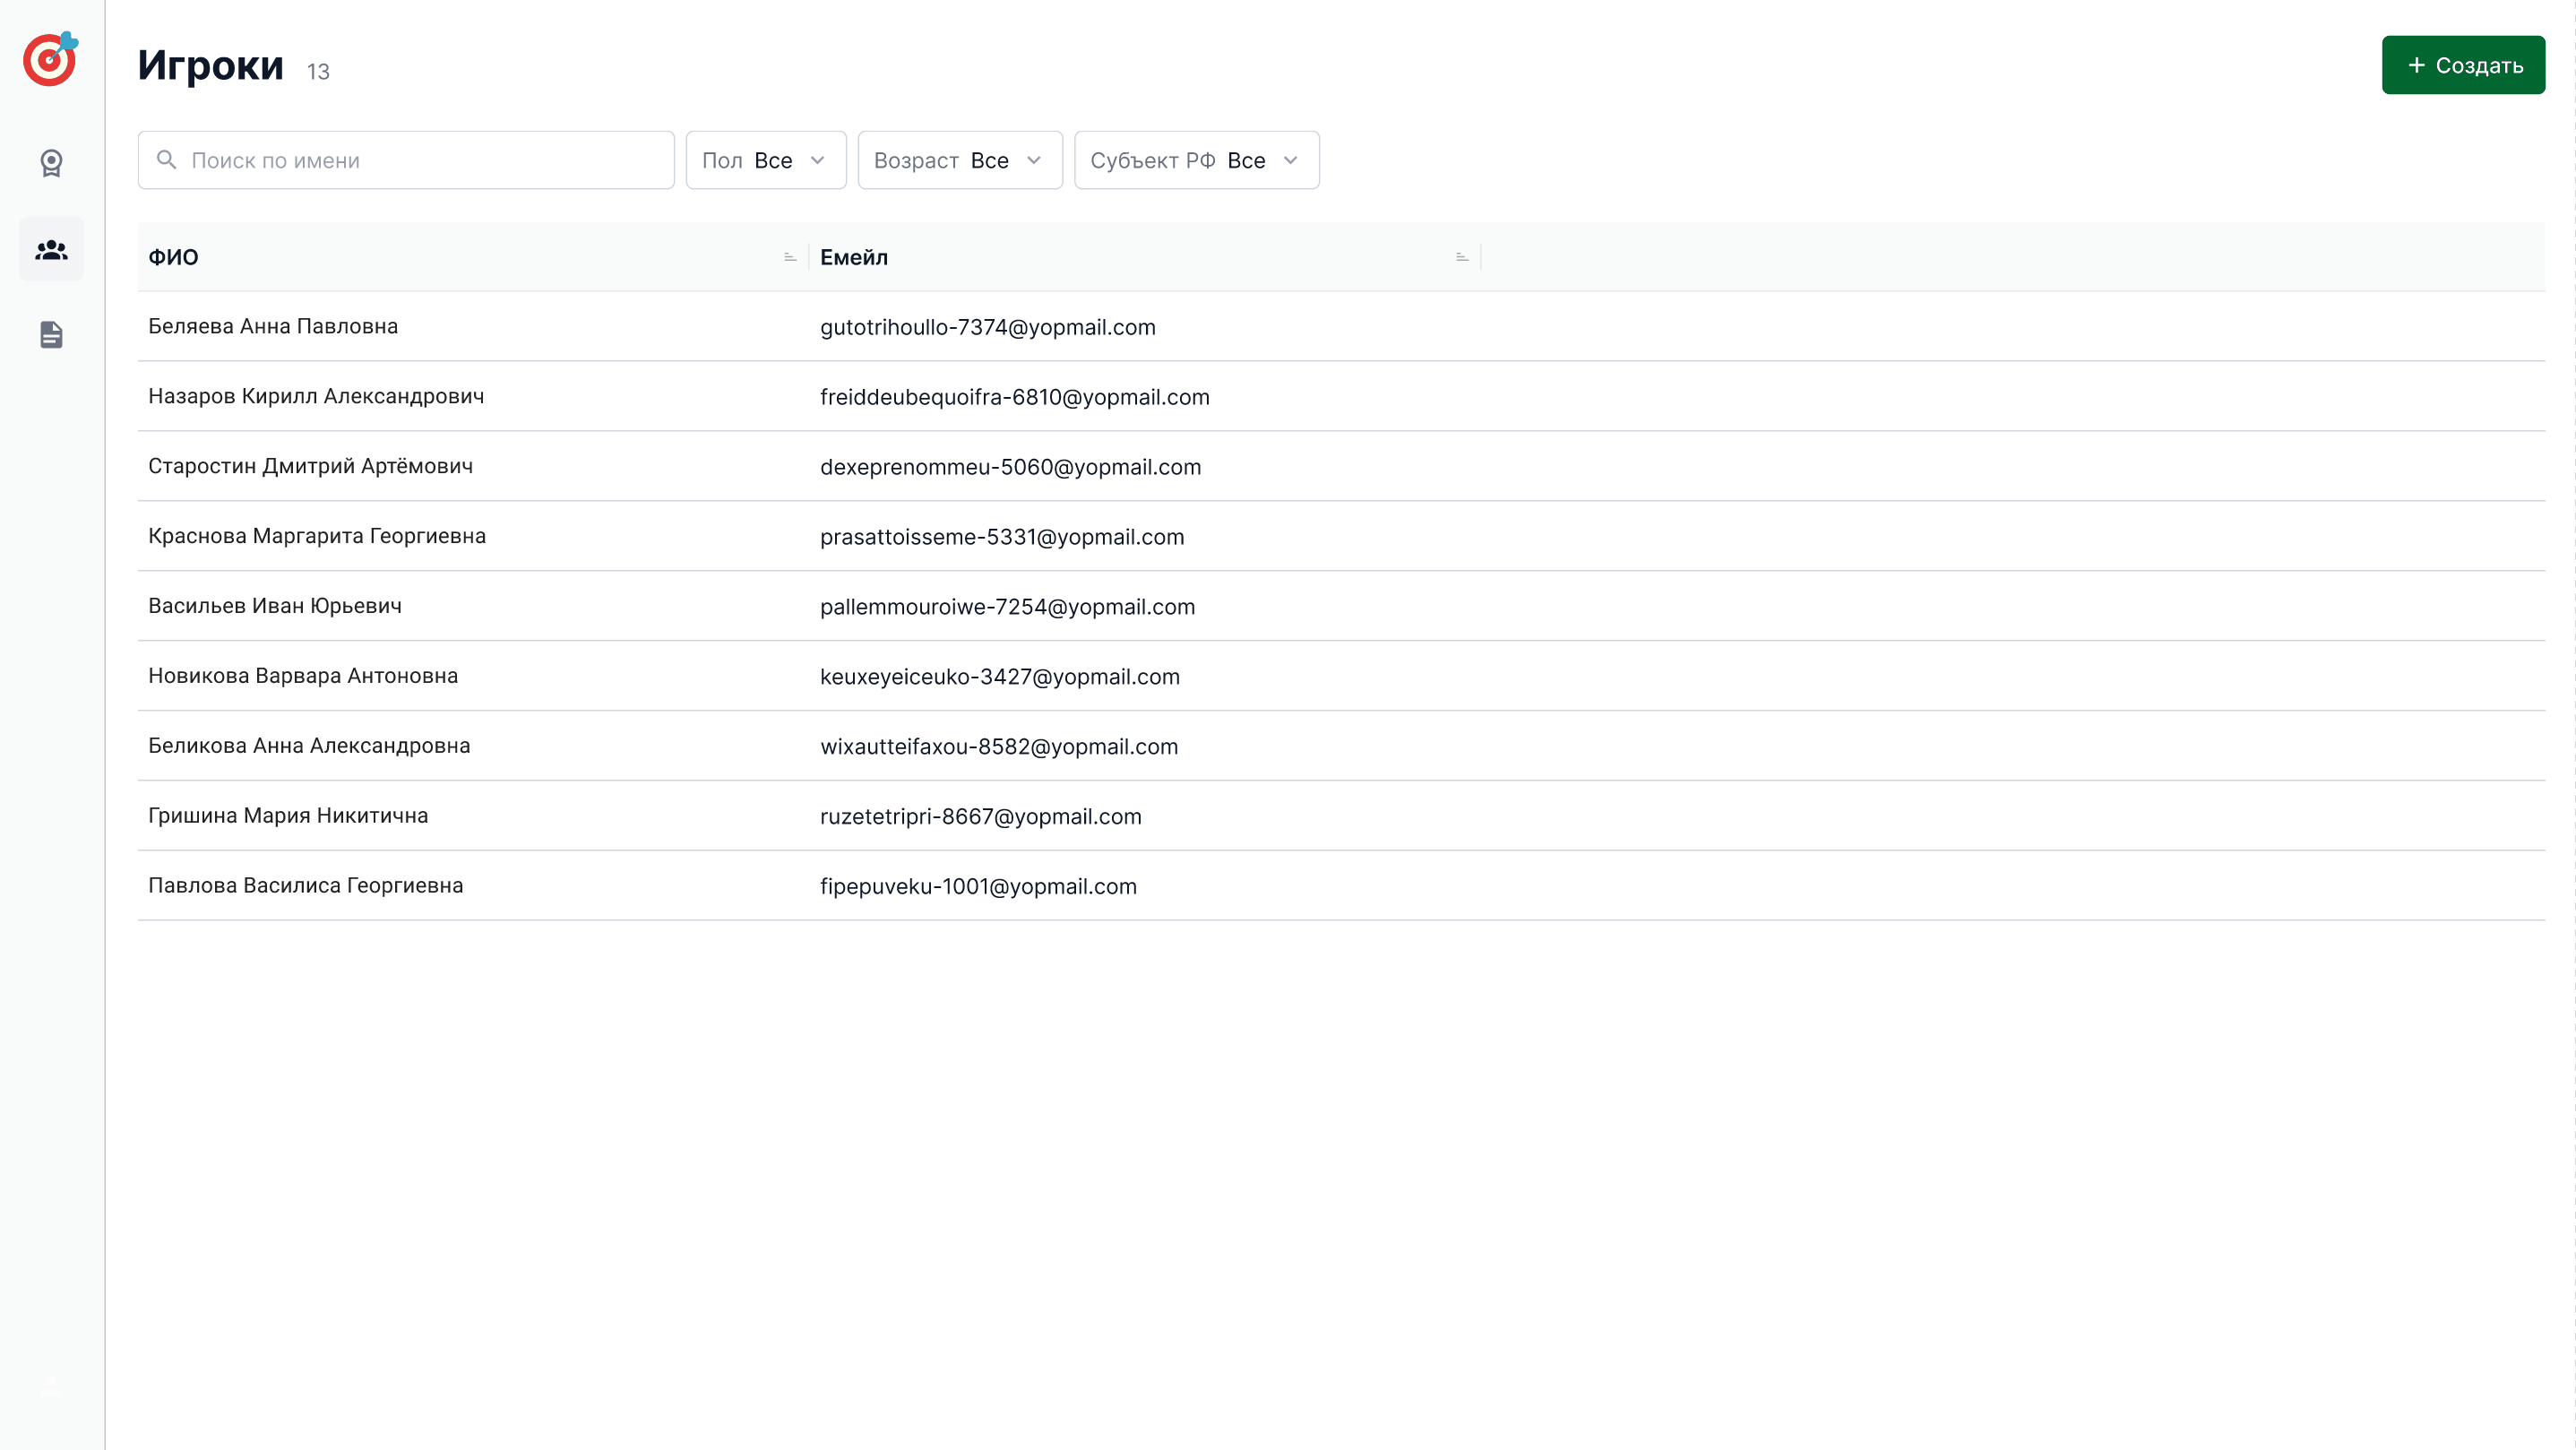 Игроки 13
+ Создать
Поиск по имени
Пол Все
Возраст Все
Субъект РФ Все
ФИО Емейл
Беляева Анна Павловна gutotrihoullo-7374@yopmail.com
Назаров Кирилл Александрович freiddeubequoifra-6810@yopmail.com
Старостин Дмитрий Артёмович dexeprenommeu-5060@yopmail.com
Краснова Маргарита Георгиевна prasattoisseme-5331@yopmail.com
Васильев Иван Юрьевич pallemmouroiwe-7254@yopmail.com
Новикова Варвара Антоновна keuxeyeiceuko-3427@yopmail.com
Беликова Анна Александровна wixautteifaxou-8582@yopmail.com
Гришина Мария Никитична ruzetetripri-8667@yopmail.com
Павлова Василиса Георгиевна fipepuveku-1001@yopmail.com